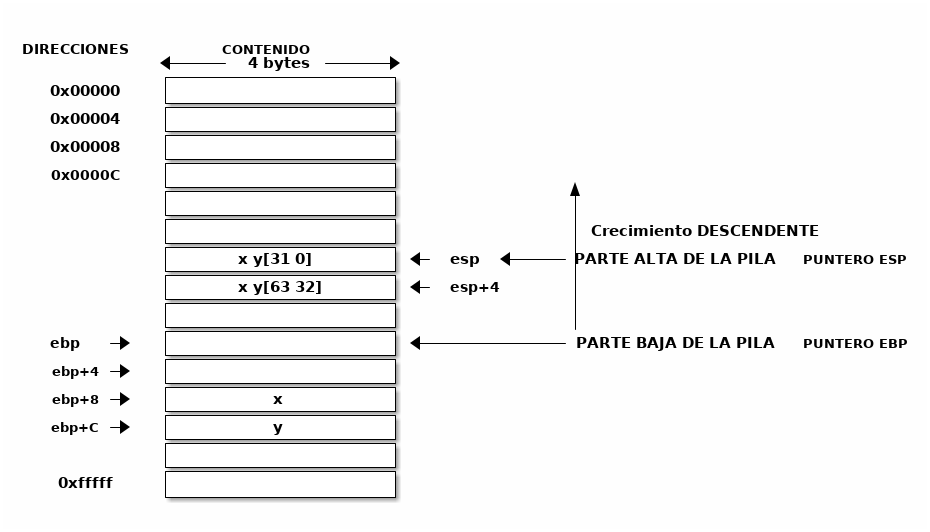 DIRECCIONES
CONTENIDO
4 bytes
0x00000
0x00004
0x00008
0x0000C
Crecimiento DESCENDENTE
x y[31 0] esp PARTE ALTA DE LA PILA PUNTERO ESP
x y[63 32] esp+4
ebp PARTE BAJA DE LA PILA PUNTERO EBP
ebp+4
ebp+8 x
ebp+C y
0xfffff